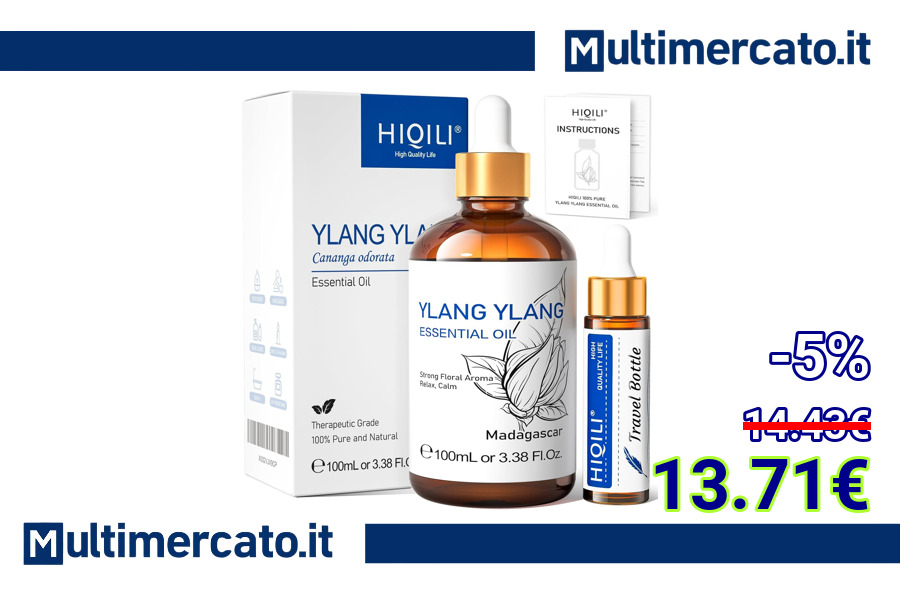 Multimercato.it
HIQILI®
High Quality Life
YLANG YLA
Cananga odorata
Essential Oil
Therapeutic Grade
100% Pure and Natural
℮100mL or 3.38 Fl.O
YLANG YLANG
ESSENTIAL OIL
Strong Floral Aroma
Relax, Calm
Madagascar
℮100mL or 3.38 Fl.Oz.
HIQILI®
INSTRUCTIONS
HIQILI 100% PURE
YLANG YLANG ESSENTIAL OIL
HIQILI®
HIGH
QUALITY LIFE
Travel Bottle
-5%
14.43€
13.71€
Multimercato.it